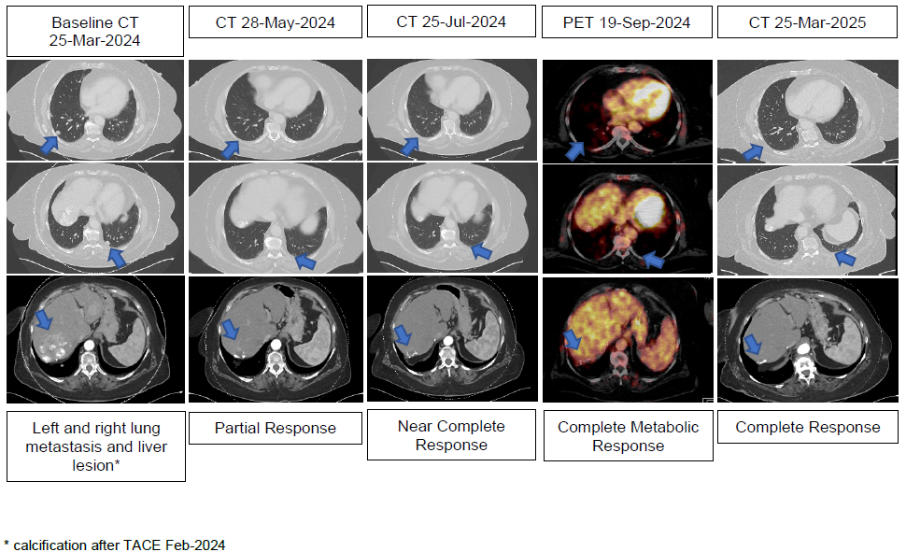 Baseline CT
25-Mar-2024
CT 28-May-2024
CT 25-Jul-2024
PET 19-Sep-2024
CT 25-Mar-2025
Left and right lung
metastasis and liver
lesion*
Partial Response
Near Complete
Response
Complete Metabolic
Response
Complete Response
* calcification after TACE Feb-2024